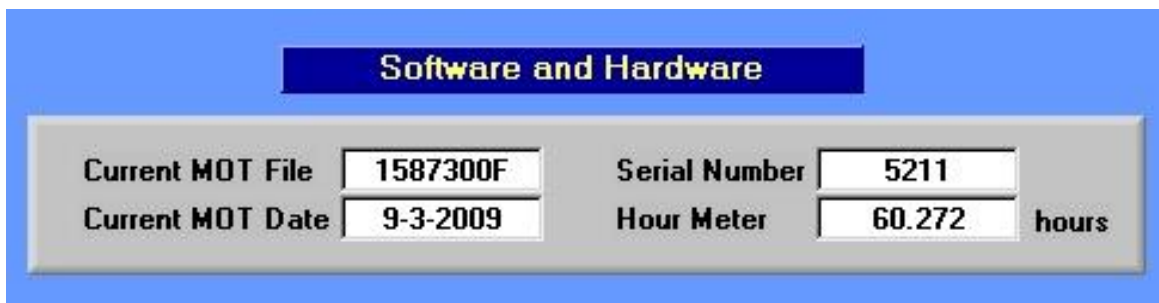 Software and Hardware
Current MOT File 1587300F Serial Number 5211
Current MOT Date 9-3-2009 Hour Meter 60.272 hours